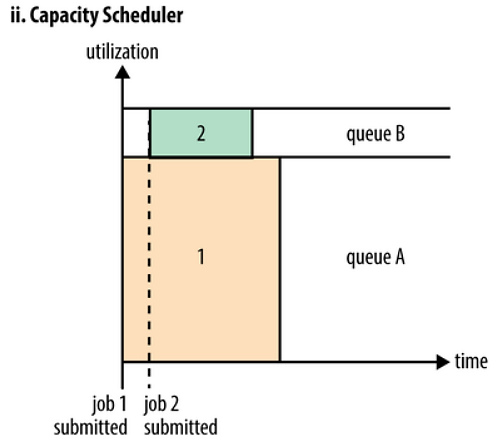 ii. Capacity Scheduler
utilization
2
queue B
1
queue A
time
job 1
submitted
job 2
submitted